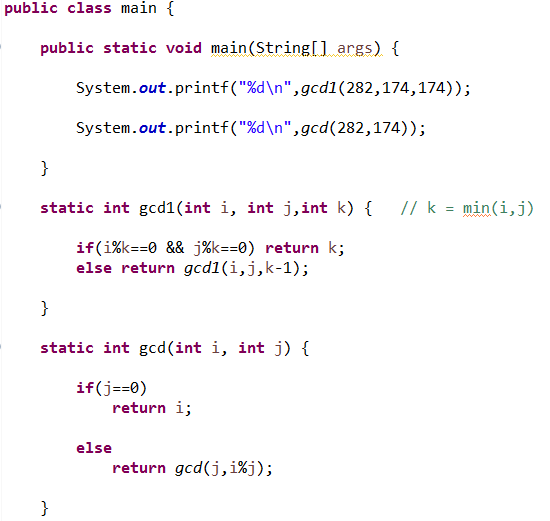 public class main {
public static void main(String[] args) {
System.out.printf("%d\n",gcd1(282,174,174));
System.out.printf("%d\n",gcd(282,174));
}
static int gcd1(int i, int j,int k) {   // k = min(i,j)
if(i%k==0 && j%k==0) return k;
else return gcd1(i,j,k-1);
}
static int gcd(int i, int j) {
if(j==0)
return i;
else
return gcd(j,i%j);
}